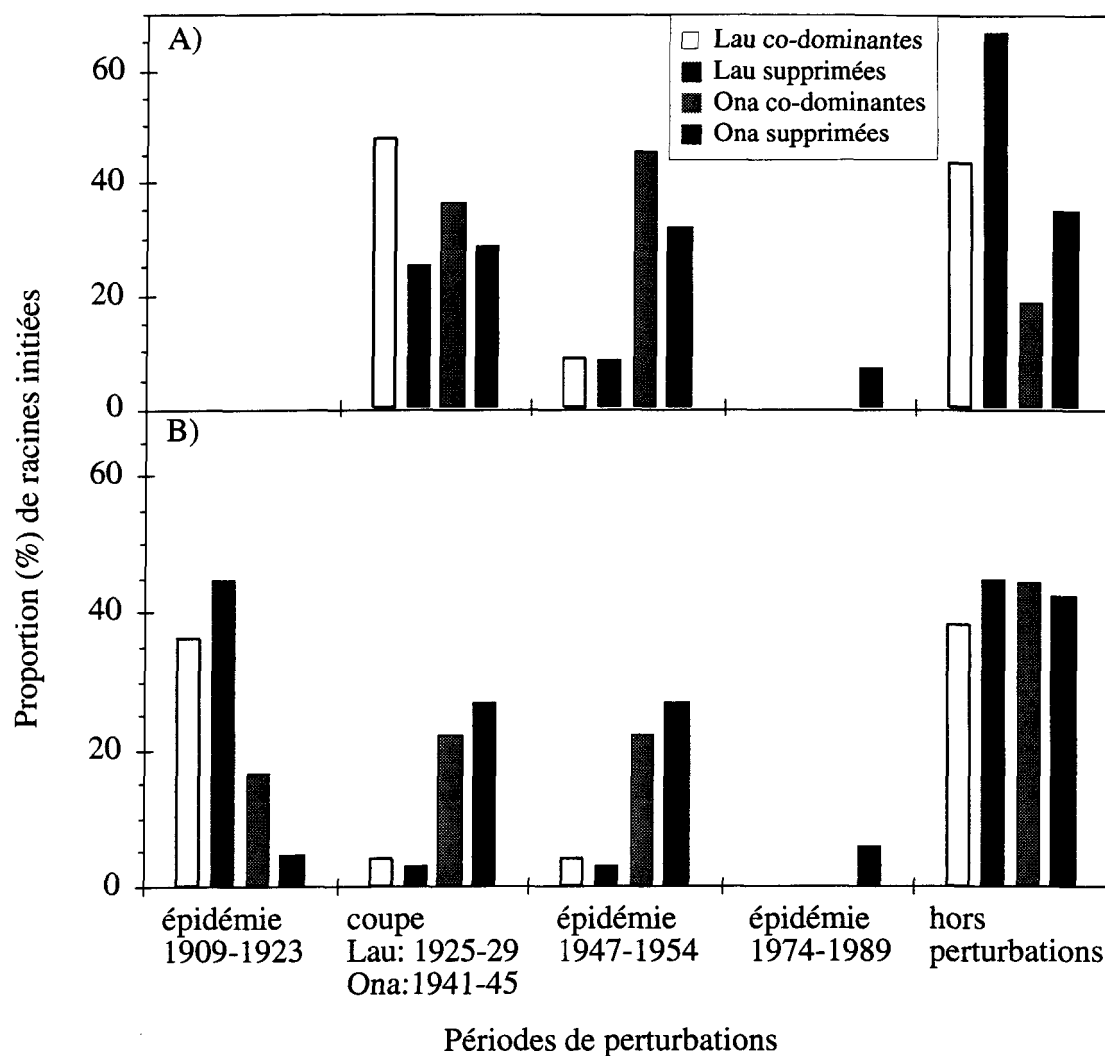 A)
Lau co-dominantes
Lau supprimées
Ona co-dominantes
Ona supprimées
60
40
20
0
B)
60
40
20
0
Proportion (%) de racines initiées
épidémie
1909-1923
coupe
Lau: 1925-29
Ona:1941-45
épidémie
1947-1954
épidémie
1974-1989
hors
perturbations
Périodes de perturbations